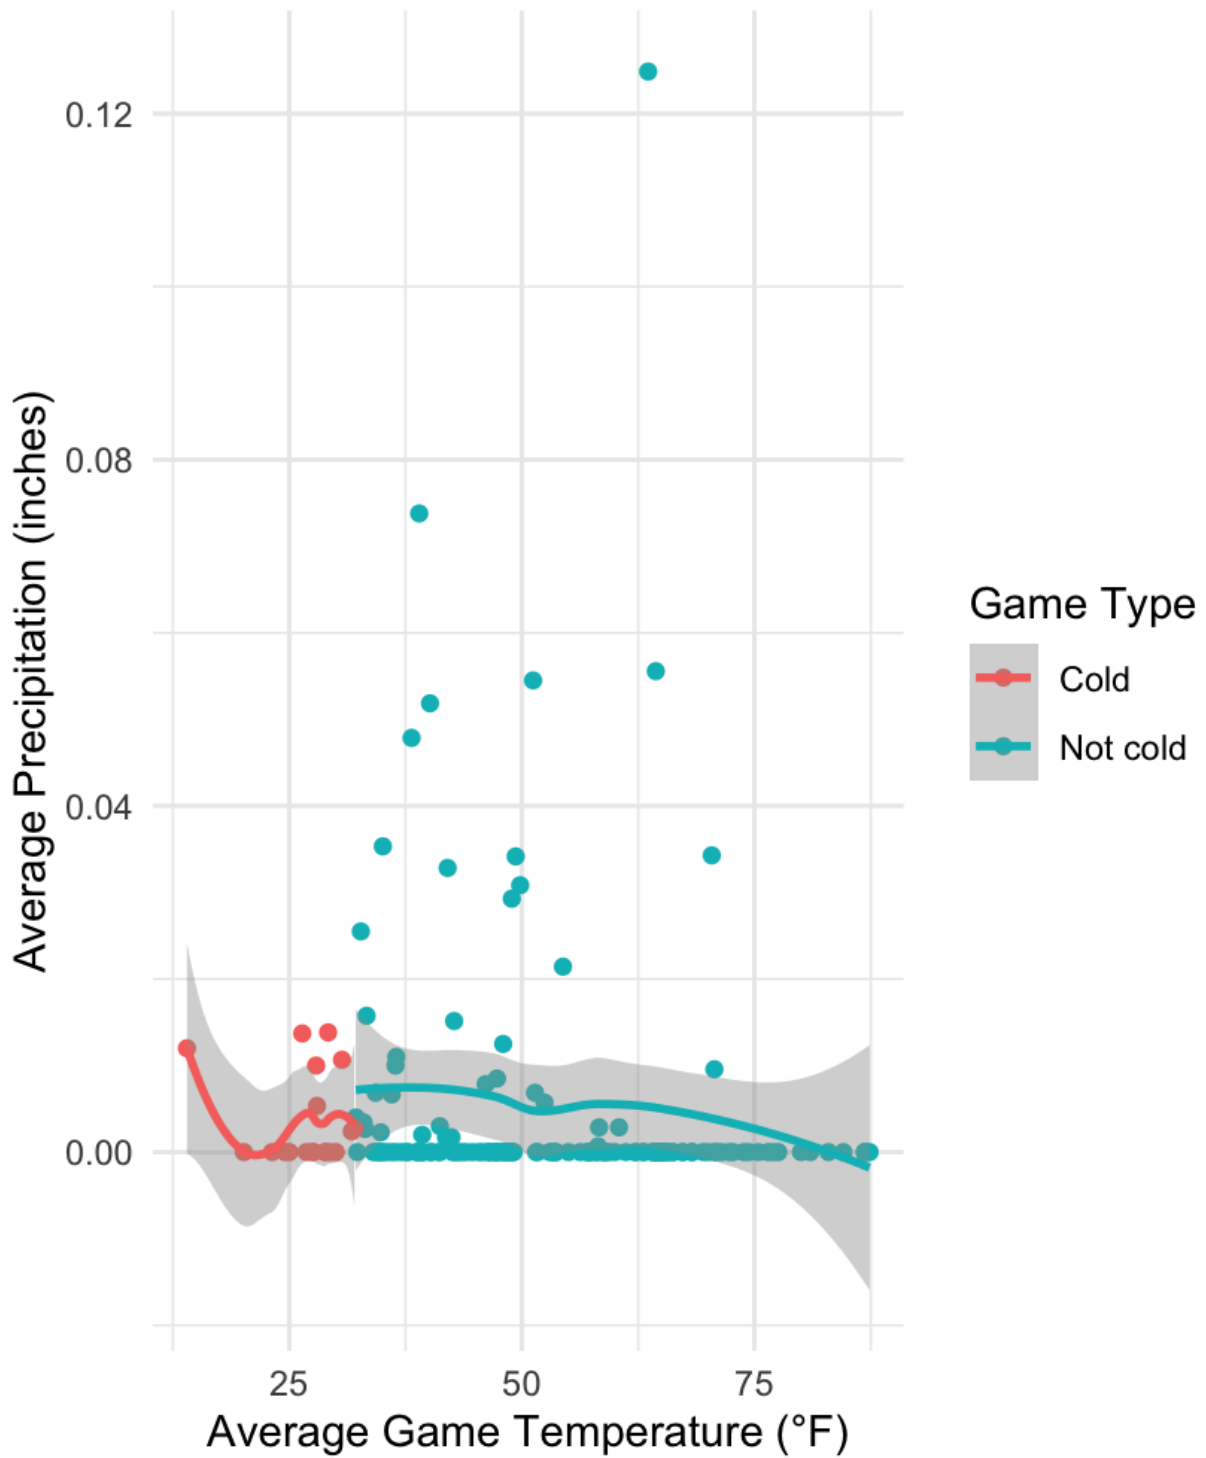 0.12
0.08
0.04
0.00
Average Precipitation (inches)
25
50
75
Average Game Temperature (°F)
Game Type
Cold
Not cold